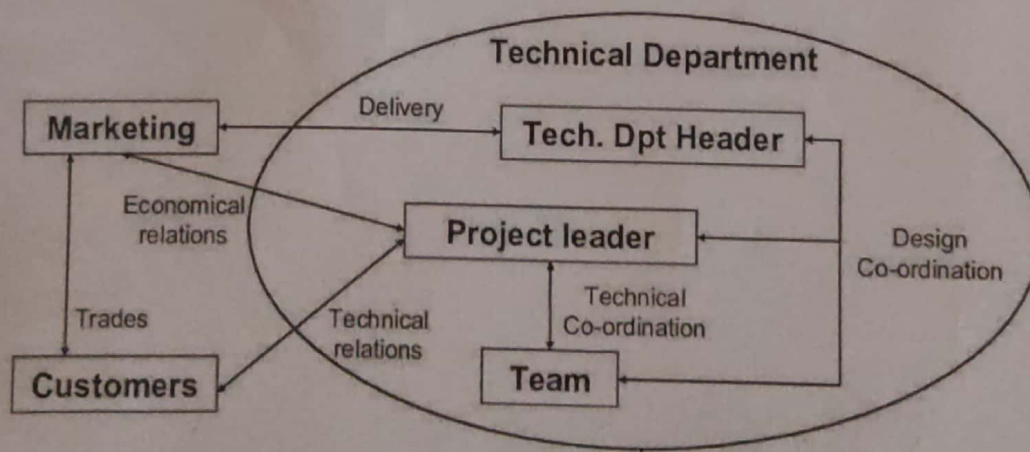 Technical Department
Delivery
Marketing
Tech. Dpt Header
Economical
relations
Project leader
Design
Co-ordination
Trades
Technical
relations
Technical
Co-ordination
Customers
Team